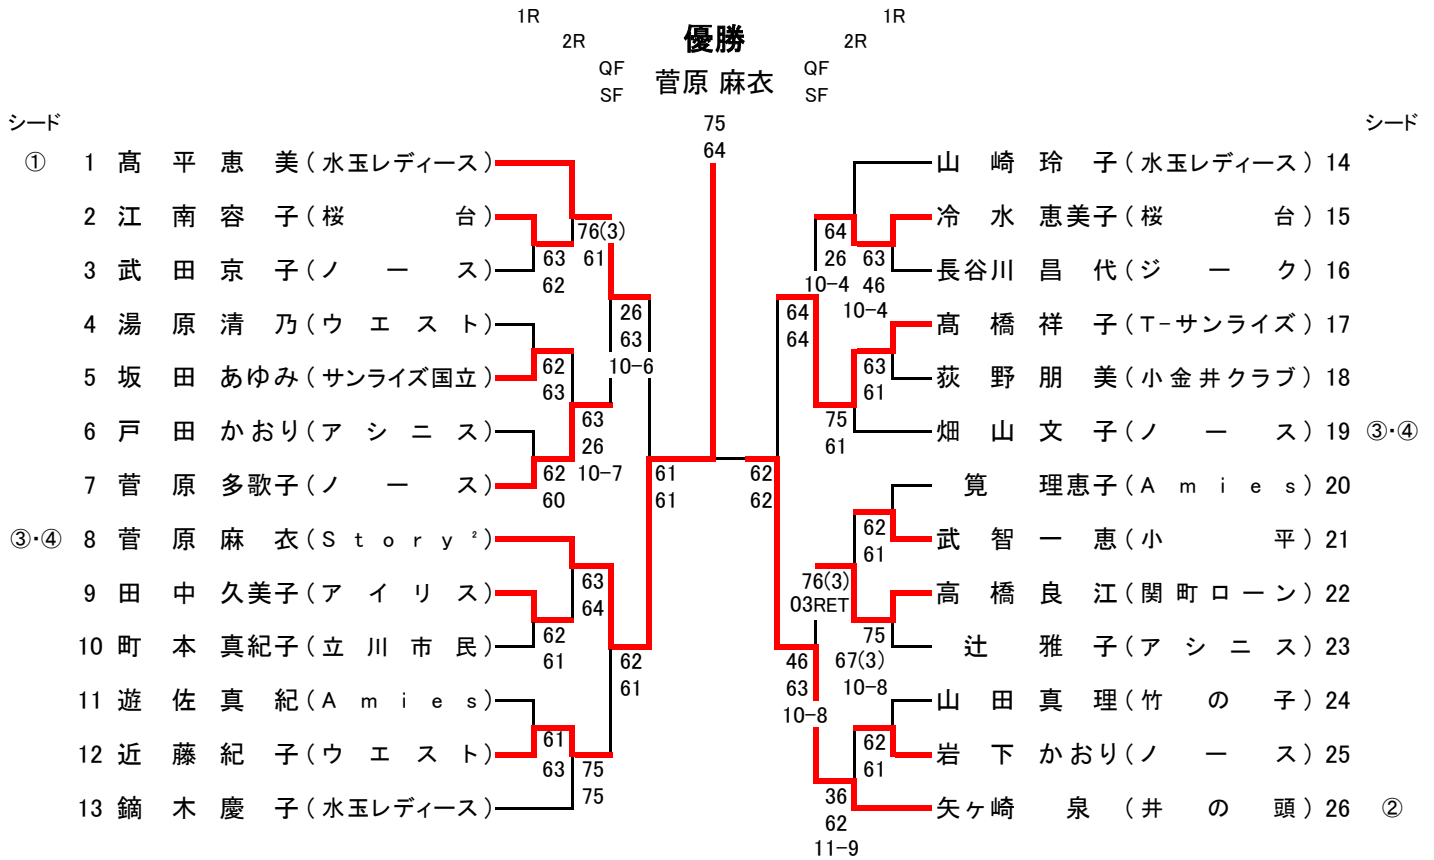 1R 1R
2R 優勝 2R
QF 菅原 麻衣 QF
SF SF
シード 75 シード
64
① 1 髙平恵美(水玉レディース) 山崎玲子(水玉レディース) 14
2 江南容子(桜台) 76(3) 64 冷水恵美子(桜台) 15
63 61 26 63
3 武田京子(ノース) 長谷川昌代(ジーク) 16
62 10-4 46
26 64 10-4
4 湯原清乃(ウエスト) 髙橋祥子(T-サンライズ) 17
63 64
62 10-6 63
5 坂田あゆみ(サンライズ国立) 荻野朋美(小金井クラブ) 18
63 61
63 75
6 戸田かおり(アシニス) 畑山文子(ノース) 19 ③・④
26 61
62 10-7 61 62
7 菅原多歌子(ノース) 筧理恵子(Amies) 20
60 61 62
62
③・④ 8 菅原麻衣(Story²) 武智一恵(小平) 21
61
63 76(3)
9 田中久美子(アイリス) 高橋良江(関町ローン) 22
64 03RET
62 75
10 町本真紀子(立川市民) 辻雅子(アシニス) 23
61 62 46 67(3)
61 63 10-8
11 遊佐真紀(Amies) 山田真理(竹の子) 24
10-8
61 62
12 近藤紀子(ウエスト) 岩下かおり(ノース) 25
63 75 61
75 36
13 鏑木慶子(水玉レディース) 矢ヶ崎泉(井の頭) 26 ②
62
11-9